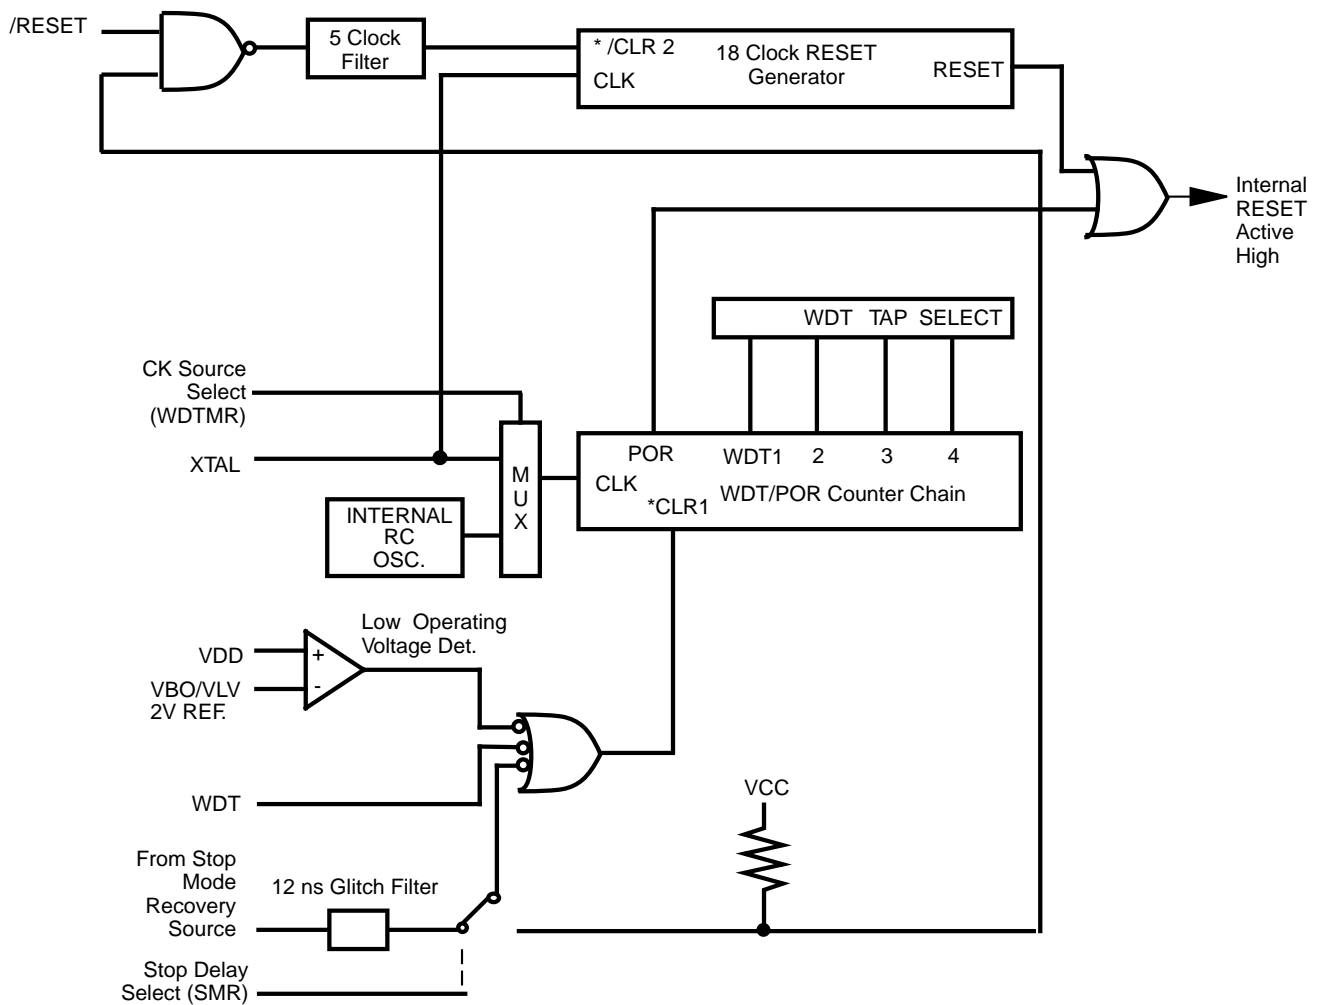 /RESET
5 Clock
Filter
* /CLR 2
CLK
18 Clock RESET
Generator
RESET
Internal
RESET
Active
High
WDT TAP SELECT
CK Source
Select
(WDTMR)
XTAL
M
U
X
INTERNAL
RC
OSC.
POR
WDT1 2 3 4
CLK
WDT/POR Counter Chain
*CLR1
Low Operating
Voltage Det.
VDD
+
VBO/VLV
2V REF.
-
WDT
VCC
From Stop
Mode
Recovery
Source
12 ns Glitch Filter
Stop Delay
Select (SMR)